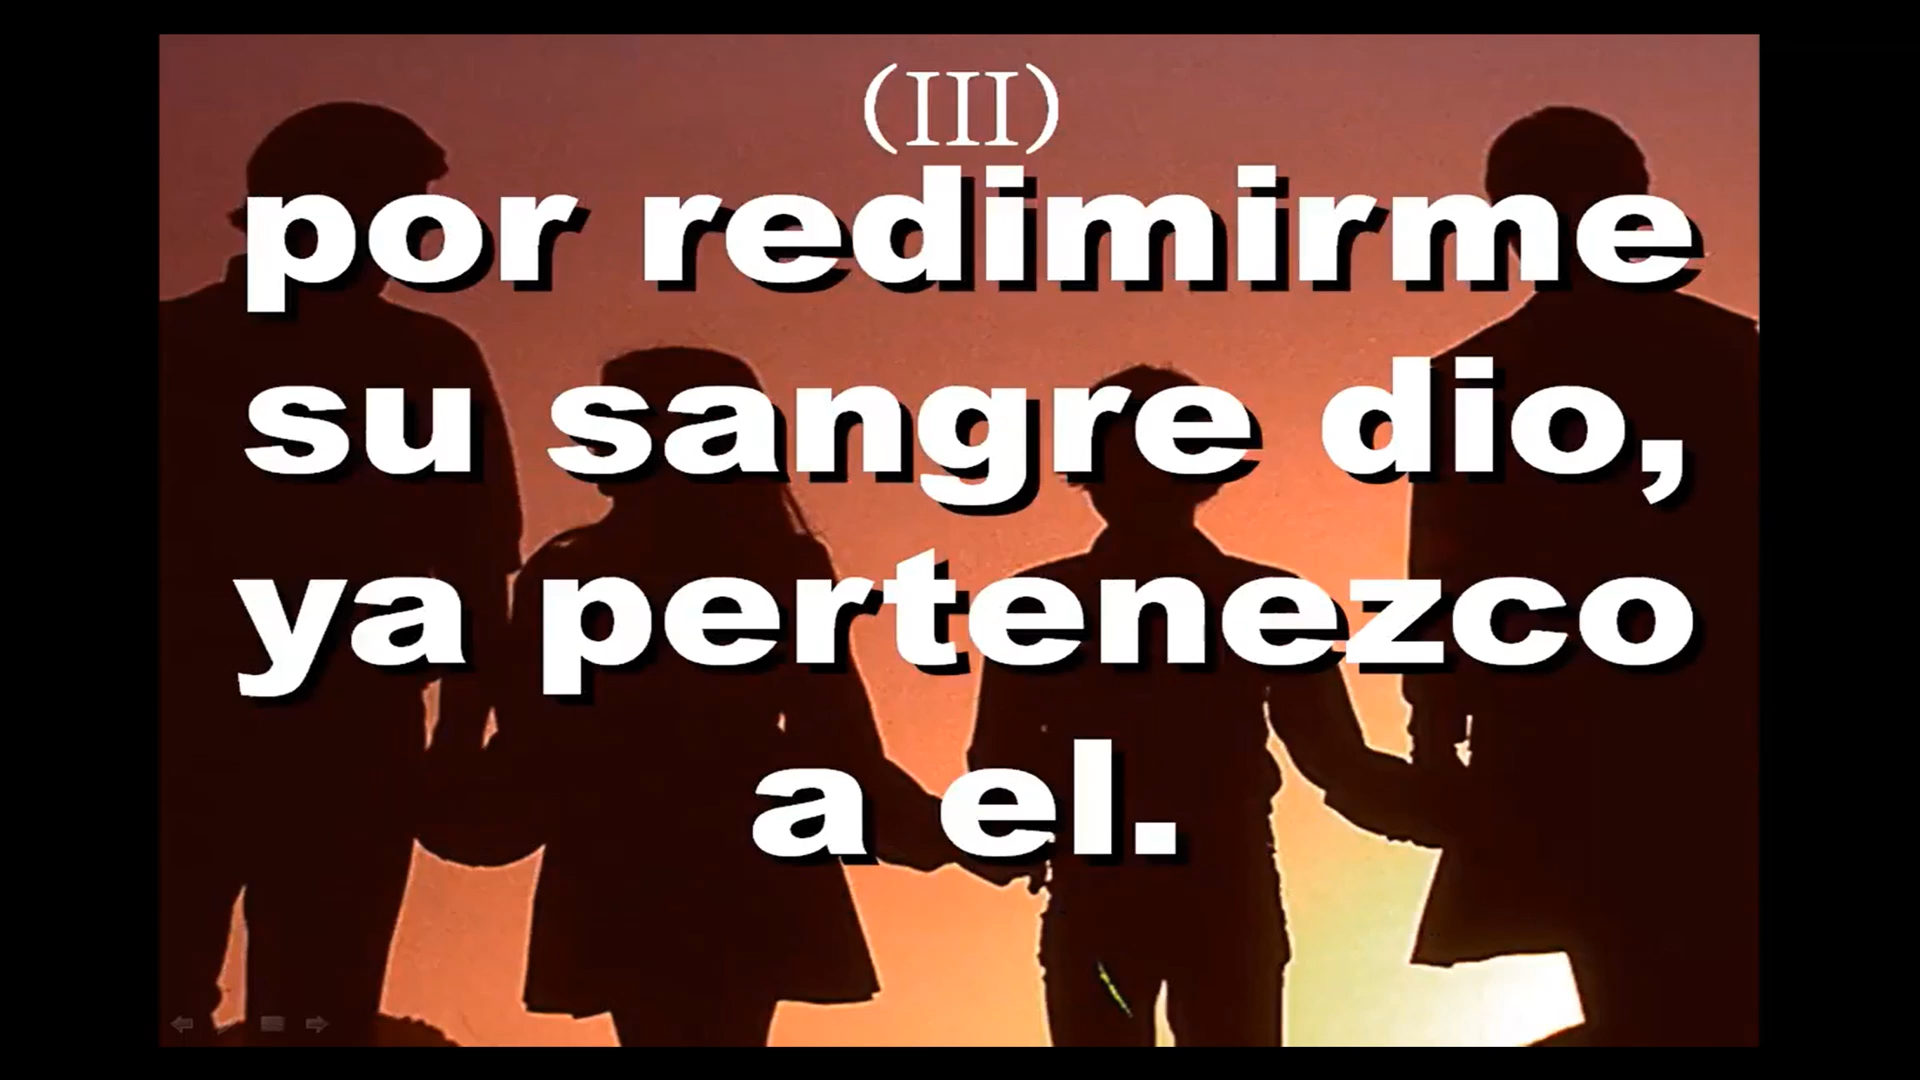 (III)
por redimirme
su sangre dio,
ya pertenezco
a el.